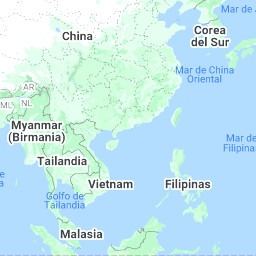 Mar de J
Corea
del Sur
China
Mar de China
Oriental
AR
ML
NL
Myanmar
(Birmania)
Mar de
Filipinas
Tailandia
Vietnam
Filipinas
Golfo de
Tailandia
Malasia